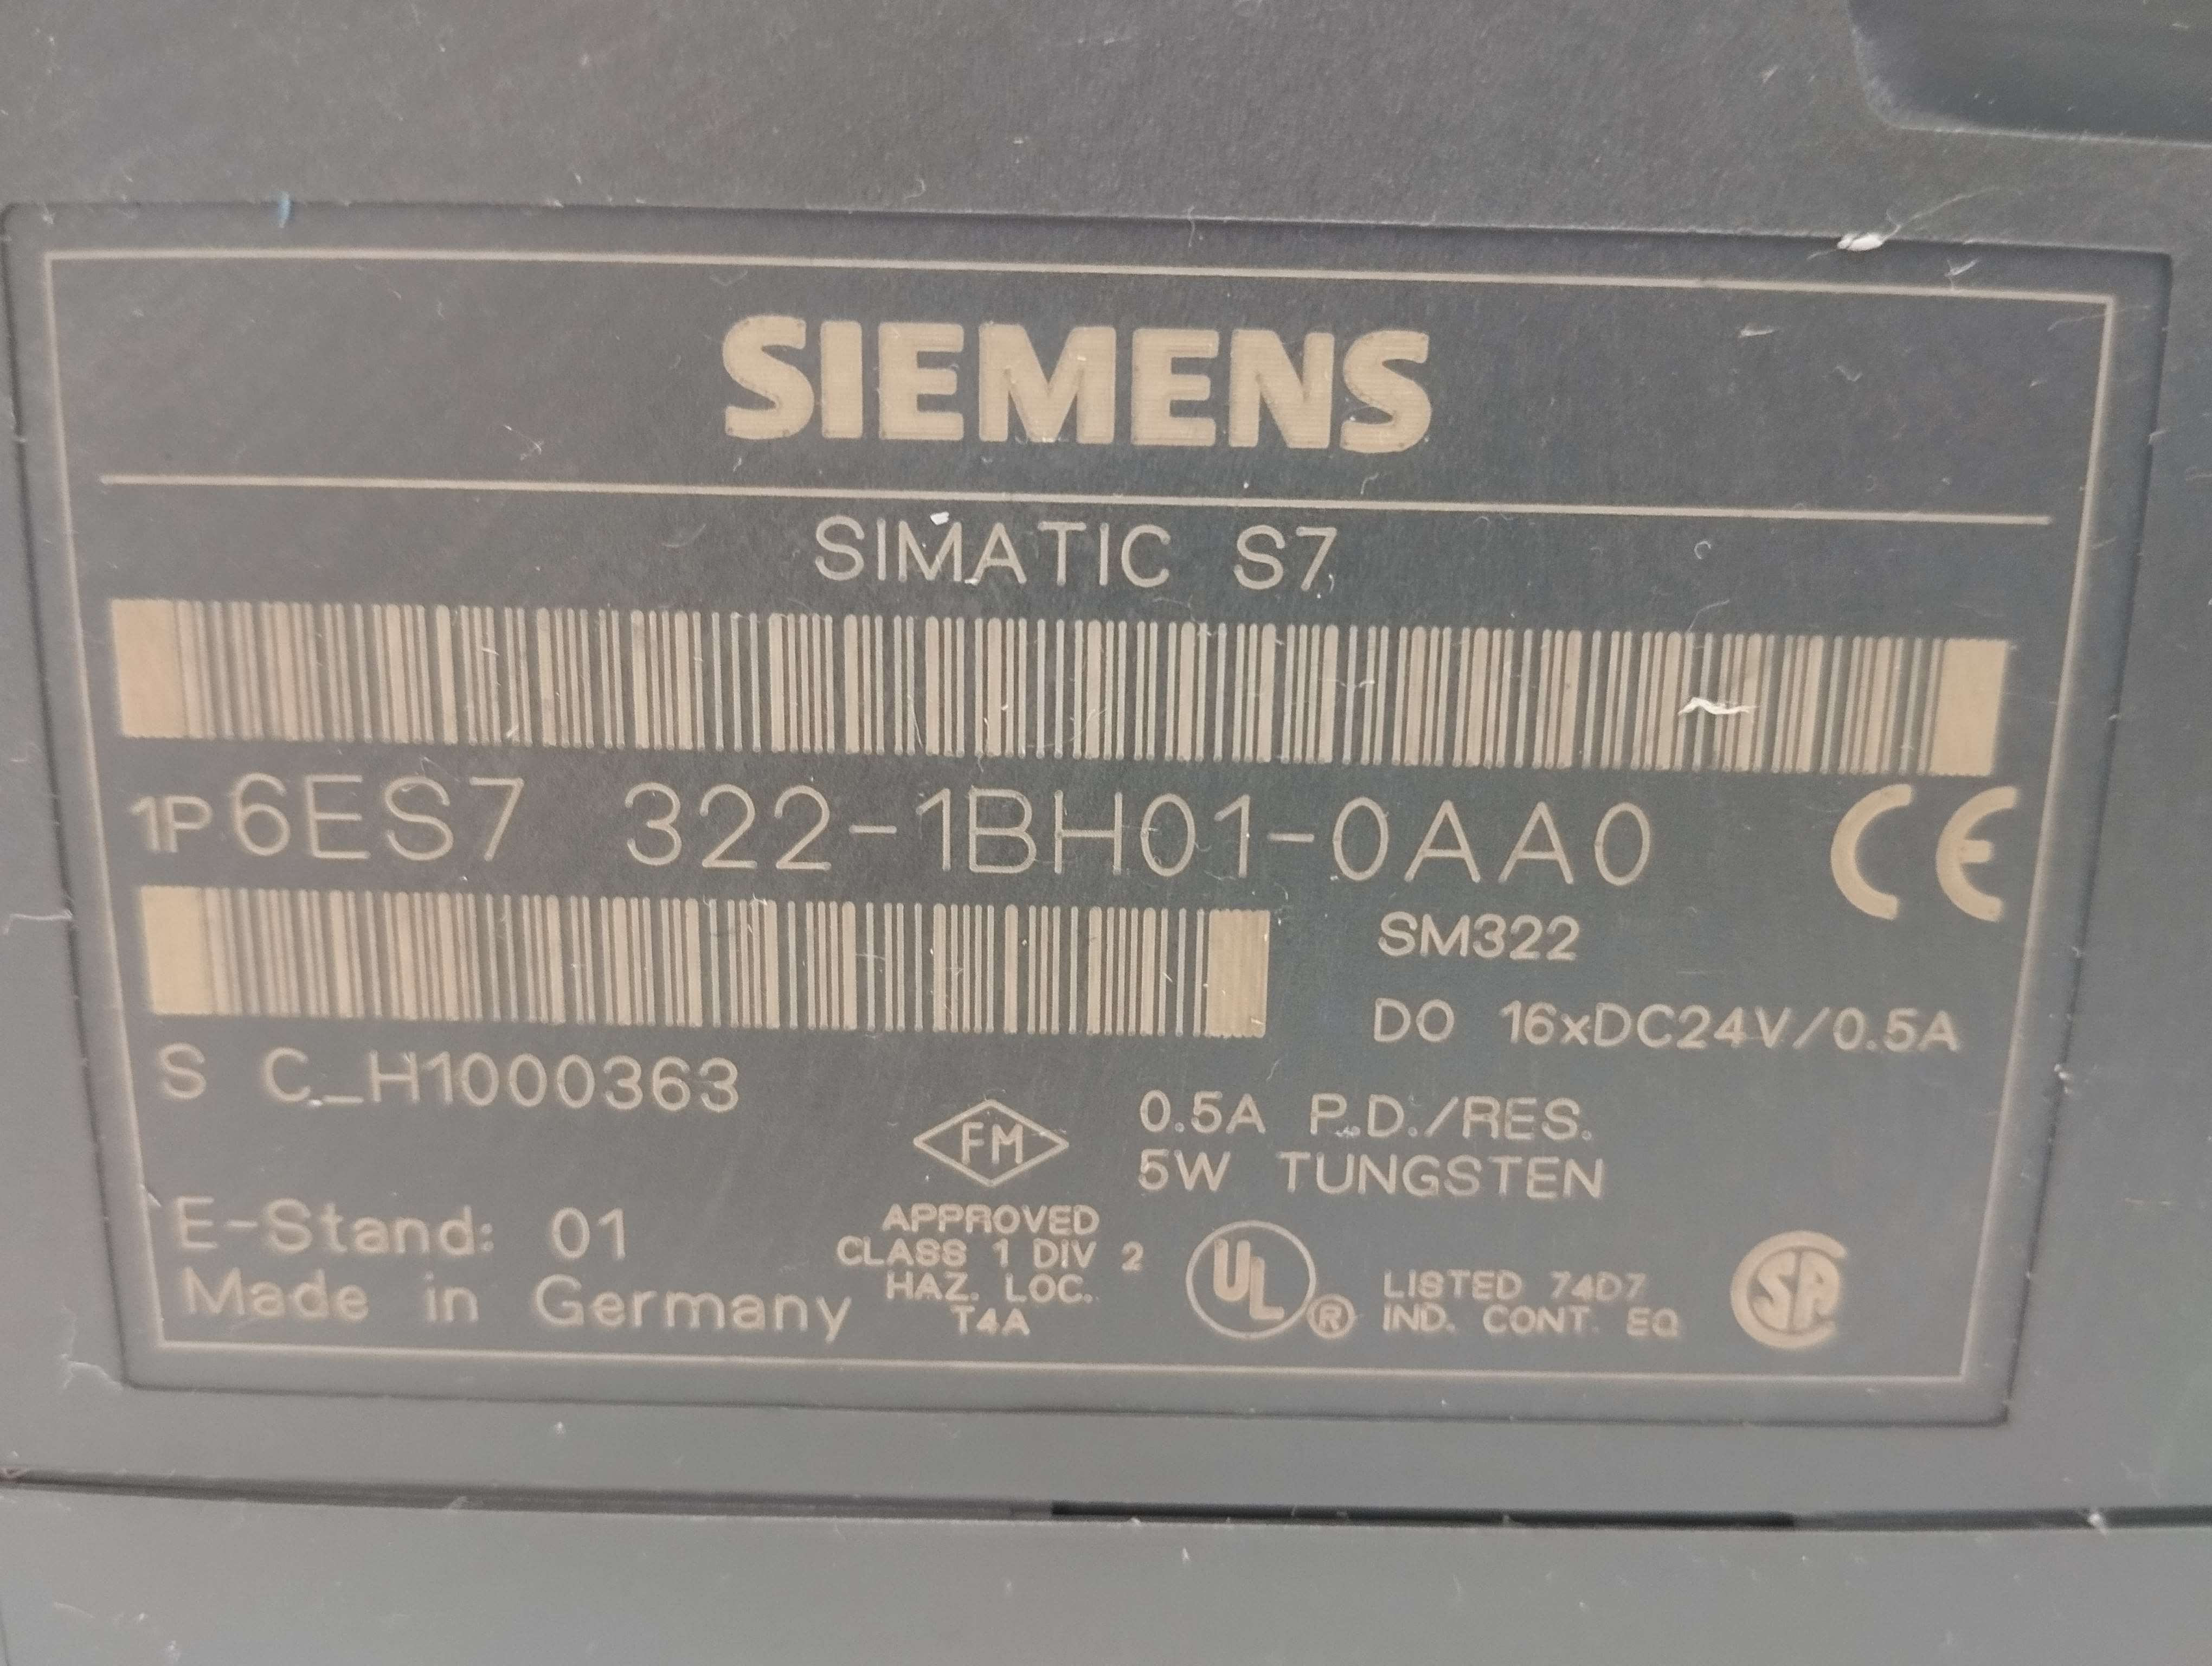 SIEMENS
SIMATIC S7
1P 6ES7 322-1BH01-0AA0
CE
SM322
DO 16xDC24V/0.5A
S C_H1000363
0.5A P.D./RES.
5W TUNGSTEN
FM
APPROVED
CLASS 1 DIV 2
HAZ. LOC.
T4A
E-Stand: 01
Made in Germany
UL ®
LISTED 74D7
IND. CONT. EQ
SA